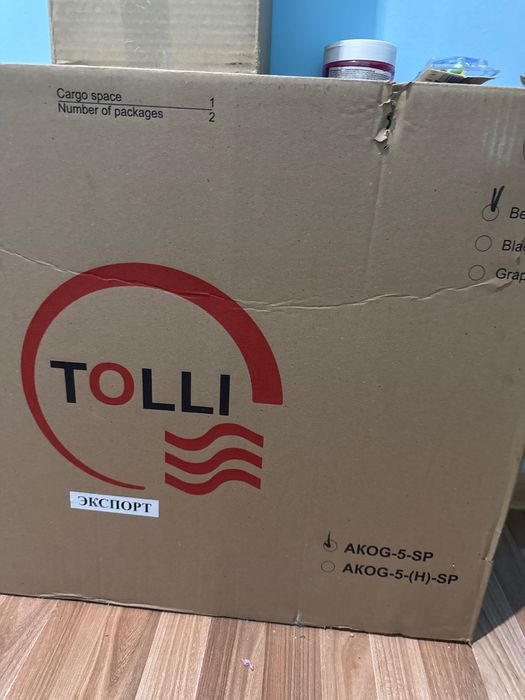 Cargo space 1
Number of packages 2
TOLLI
ЭКСПОРТ
AKOG-5-SP
AKOG-5-(H)-SP